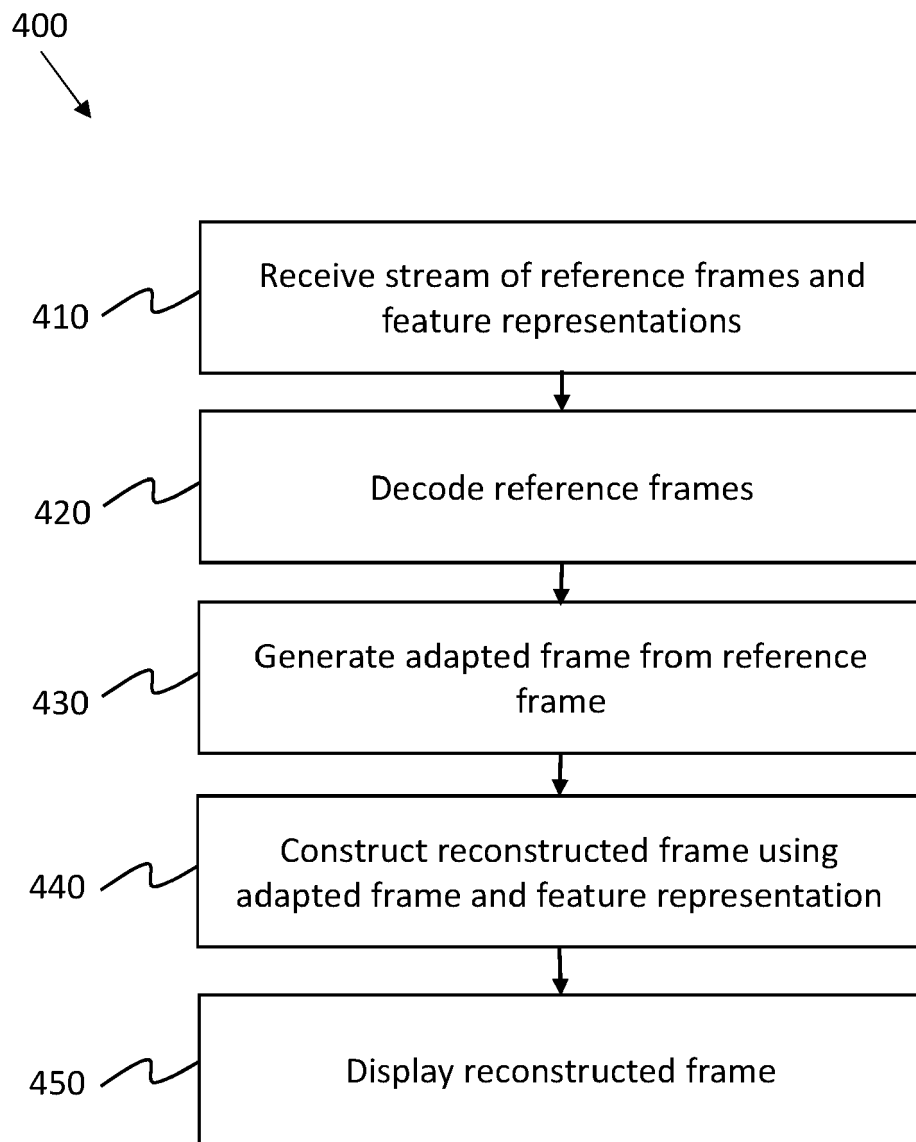 400
Receive stream of reference frames and
feature representations
410
Decode reference frames
420
Generate adapted frame from reference
frame
430
Construct reconstructed frame using
adapted frame and feature representation
440
Display reconstructed frame
450